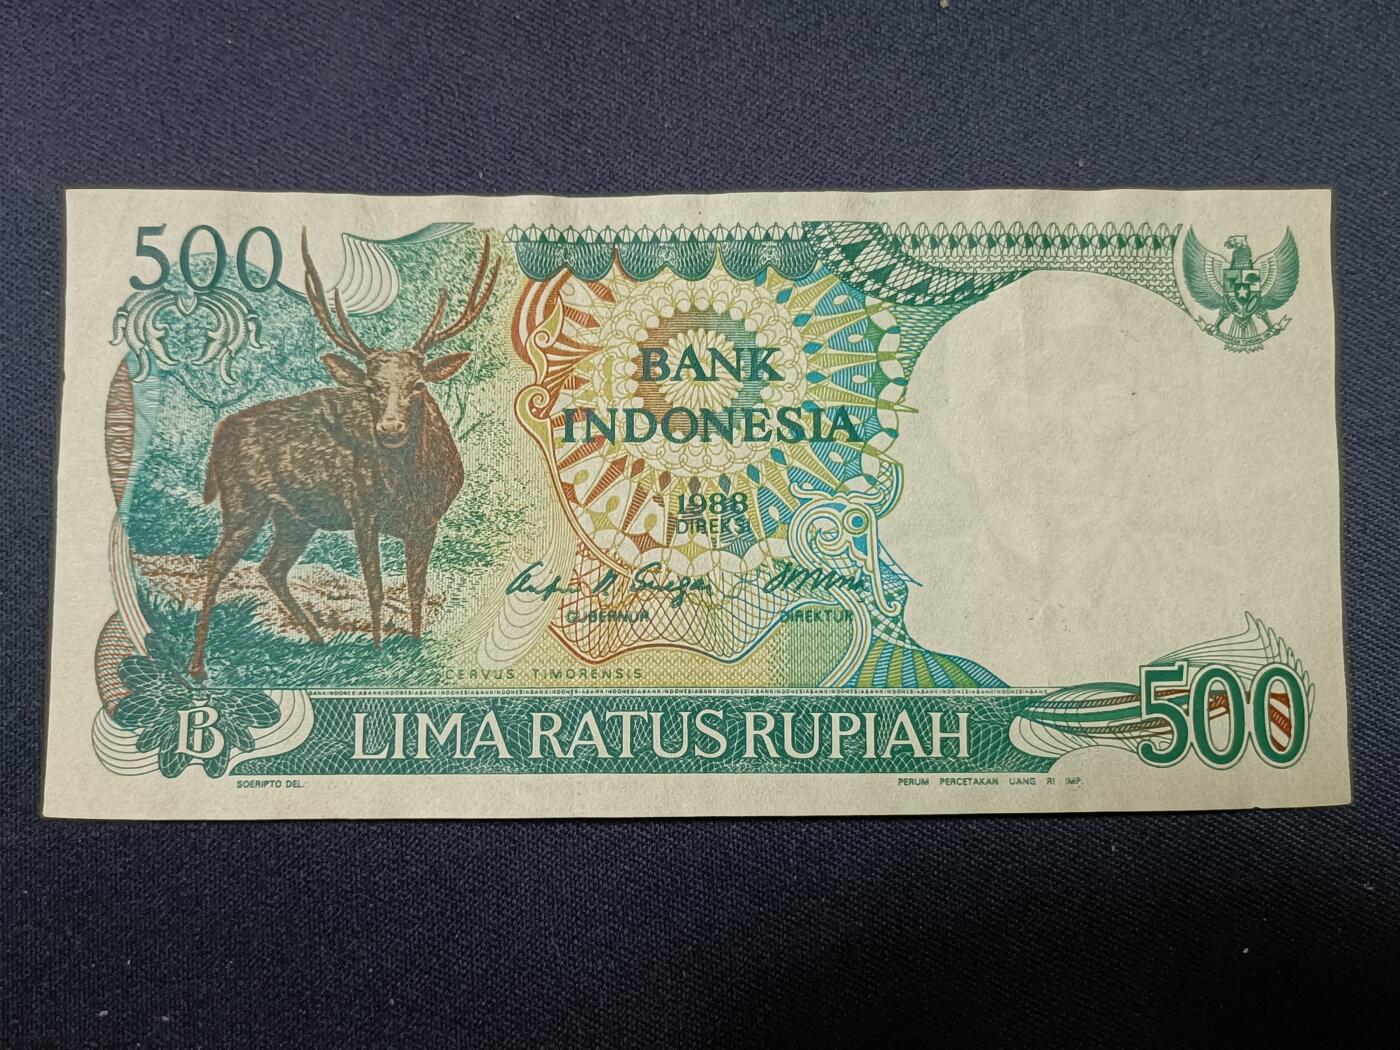 500
BANK
INDONESIA
1988
DIREKSI
GUBERNUR DIREKTUR
CERVUS TIMORENSIS
B
LIMA RATUS RUPIAH
500
SOERIPTO DEL.
PERUM PERCETAKAN UANG RI IMP.